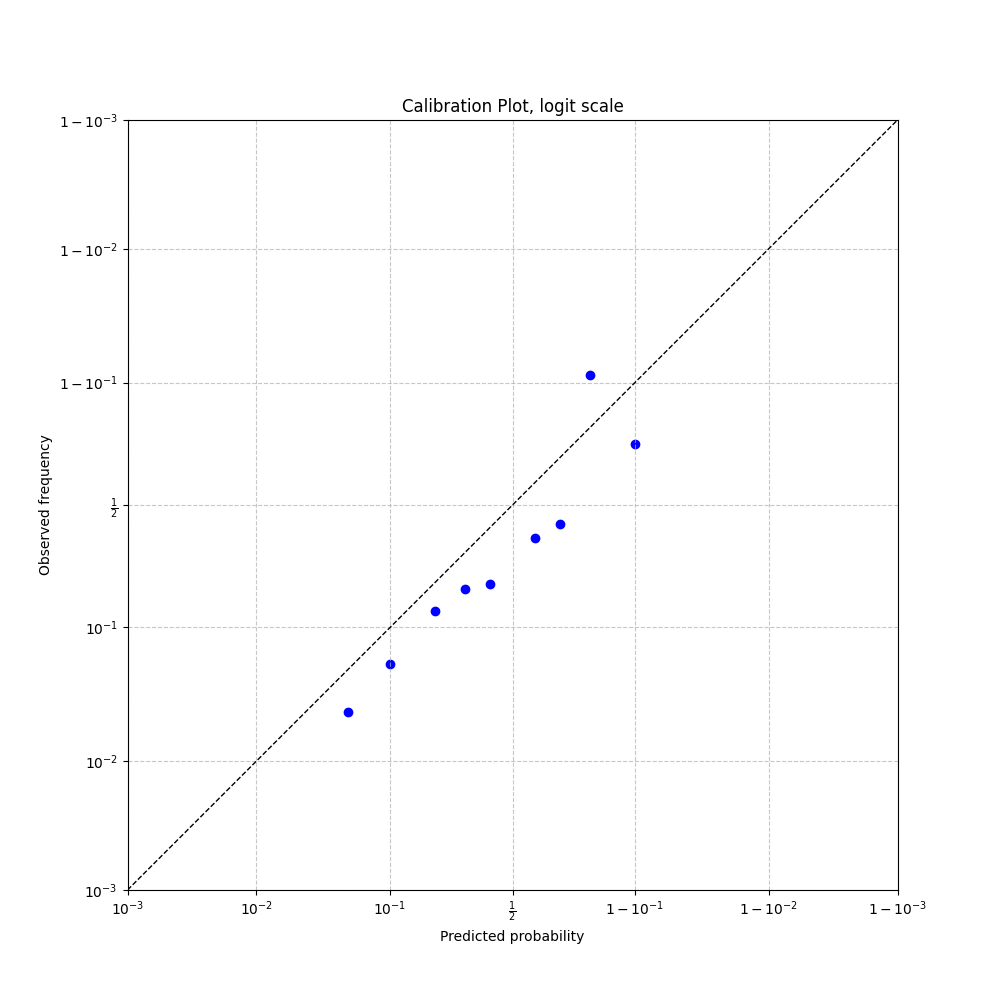 Calibration Plot, logit scale
1 − 10⁻³
1 − 10⁻²
1 − 10⁻¹
½
10⁻¹
10⁻²
10⁻³
Observed frequency
10⁻³ 10⁻² 10⁻¹ ½ 1 − 10⁻¹ 1 − 10⁻² 1 − 10⁻³
Predicted probability